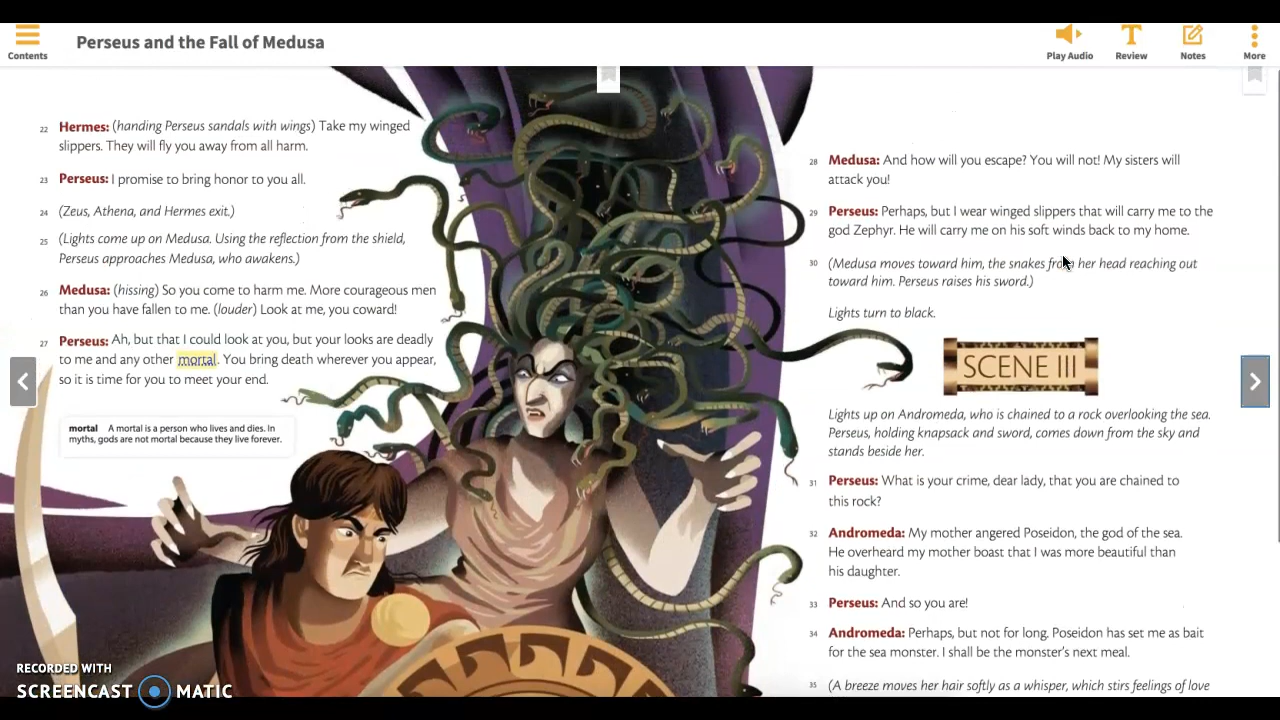 Perseus and the Fall of Medusa
Contents
Play Audio
Review
Notes
More
22 Hermes: (handing Perseus sandals with wings) Take my winged
slippers. They will fly you away from all harm.
23 Perseus: I promise to bring honor to you all.
24 (Zeus, Athena, and Hermes exit.)
25 (Lights come up on Medusa. Using the reflection from the shield,
Perseus approaches Medusa, who awakens.)
26 Medusa: (hissing) So you come to harm me. More courageous men
than you have fallen to me. (louder) Look at me, you coward!
27 Perseus: Ah, but that I could look at you, but your looks are deadly
to me and any other mortal. You bring death wherever you appear,
so it is time for you to meet your end.
mortal A mortal is a person who lives and dies. In
myths, gods are not mortal because they live forever.
28 Medusa: And how will you escape? You will not! My sisters will
attack you!
29 Perseus: Perhaps, but I wear winged slippers that will carry me to the
god Zephyr. He will carry me on his soft winds back to my home.
30 (Medusa moves toward him, the snakes from her head reaching out
toward him. Perseus raises his sword.)
Lights turn to black.
SCENE III
Lights up on Andromeda, who is chained to a rock overlooking the sea.
Perseus, holding knapsack and sword, comes down from the sky and
stands beside her.
31 Perseus: What is your crime, dear lady, that you are chained to
this rock?
32 Andromeda: My mother angered Poseidon, the god of the sea.
He overheard my mother boast that I was more beautiful than
his daughter.
33 Perseus: And so you are!
34 Andromeda: Perhaps, but not for long. Poseidon has set me as bait
for the sea monster. I shall be the monster's next meal.
35 (A breeze moves her hair softly as a whisper, which stirs feelings of love
RECORDED WITH
SCREENCAST MATIC